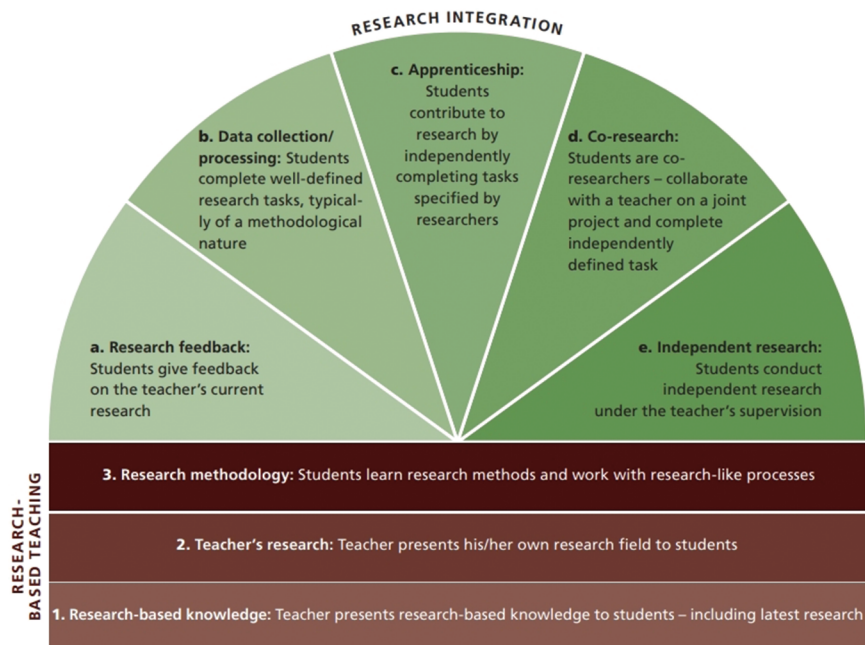 RESEARCH INTEGRATION
c. Apprenticeship:
Students
contribute to
research by
independently
completing tasks
specified by
researchers
b. Data collection/
processing: Students
complete well-defined
research tasks, typical-
ly of a methodological
nature
d. Co-research:
Students are co-
researchers – collaborate
with a teacher on a joint
project and complete
independently
defined task
a. Research feedback:
Students give feedback
on the teacher's current
research
e. Independent research:
Students conduct
independent research
under the teacher's supervision
RESEARCH-
BASED TEACHING
3. Research methodology: Students learn research methods and work with research-like processes
2. Teacher's research: Teacher presents his/her own research field to students
1. Research-based knowledge: Teacher presents research-based knowledge to students – including latest research